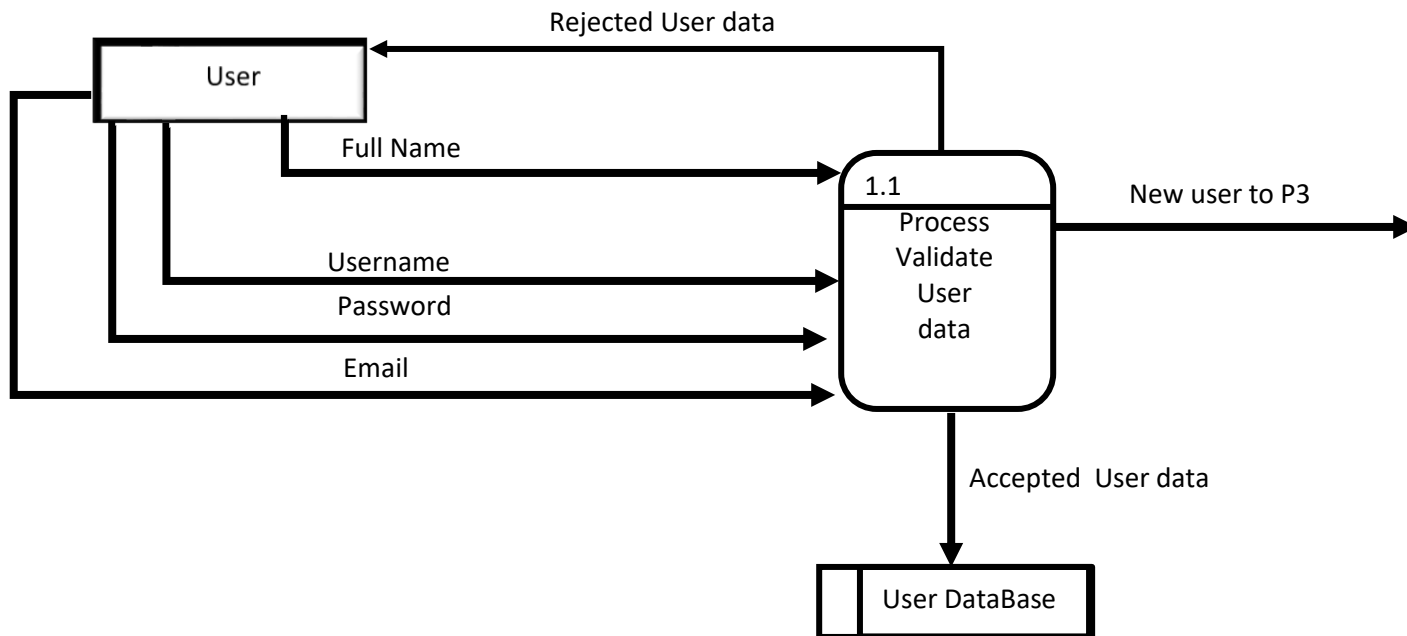 Rejected User data
User
Full Name
1.1
New user to P3
Process
Validate
User
data
Username
Password
Email
Accepted  User data
User DataBase